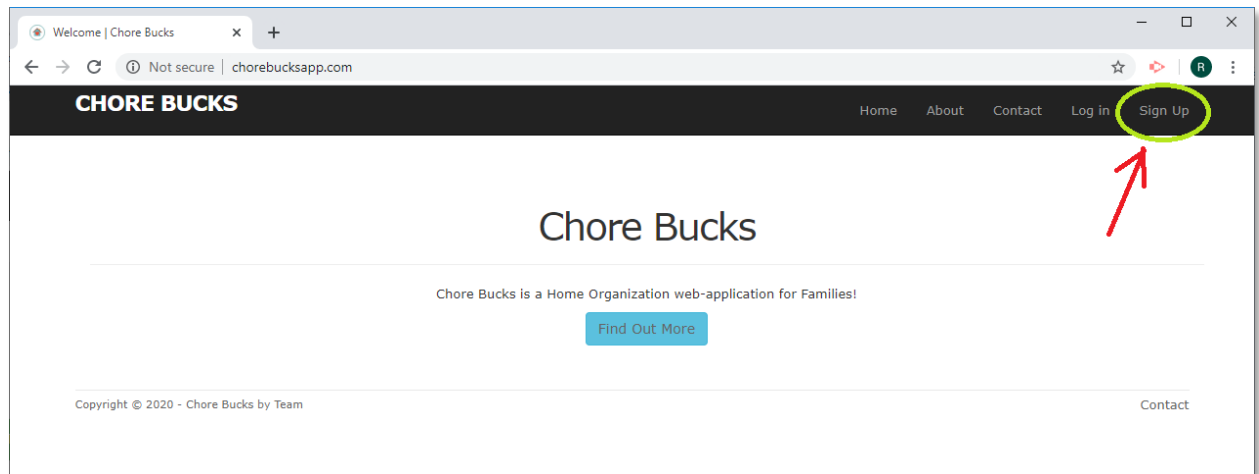 Welcome | Chore Bucks
Not secure | chorebucksapp.com
R
CHORE BUCKS
Home About Contact Log in Sign Up
Chore Bucks
Chore Bucks is a Home Organization web-application for Families!
Find Out More
Copyright © 2020 - Chore Bucks by Team
Contact